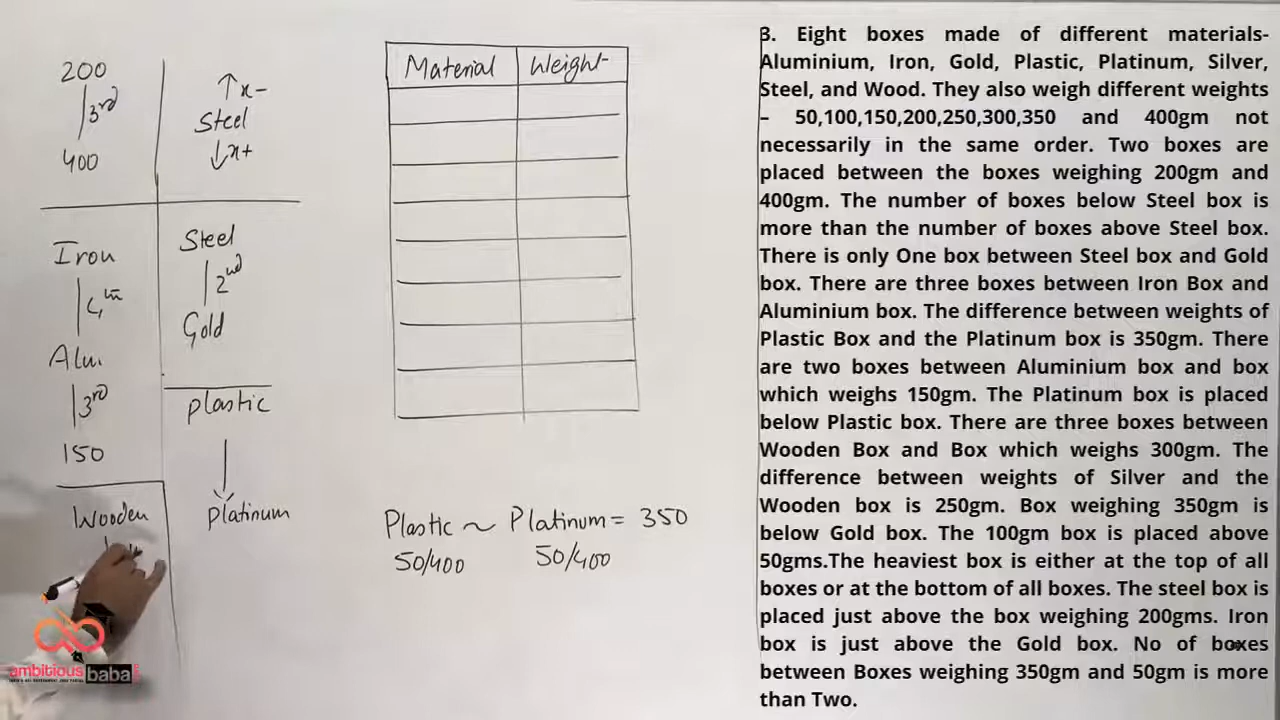 200
3rd
400
↑x-
Steel
↓x+
Iron
4th
Alu.
3rd
150
Steel
2nd
Gold
Plastic
Platinum
Wooden
Material Weight
Plastic ~ Platinum = 350
50/400 50/400
3. Eight boxes made of different materials-
Aluminium, Iron, Gold, Plastic, Platinum, Silver,
Steel, and Wood. They also weigh different weights
– 50,100,150,200,250,300,350 and 400gm not
necessarily in the same order. Two boxes are
placed between the boxes weighing 200gm and
400gm. The number of boxes below Steel box is
more than the number of boxes above Steel box.
There is only One box between Steel box and Gold
box. There are three boxes between Iron Box and
Aluminium box. The difference between weights of
Plastic Box and the Platinum box is 350gm. There
are two boxes between Aluminium box and box
which weighs 150gm. The Platinum box is placed
below Plastic box. There are three boxes between
Wooden Box and Box which weighs 300gm. The
difference between weights of Silver and the
Wooden box is 250gm. Box weighing 350gm is
below Gold box. The 100gm box is placed above
50gms.The heaviest box is either at the top of all
boxes or at the bottom of all boxes. The steel box is
placed just above the box weighing 200gms. Iron
box is just above the Gold box. No of boxes
between Boxes weighing 350gm and 50gm is more
than Two.
ambitiousbaba